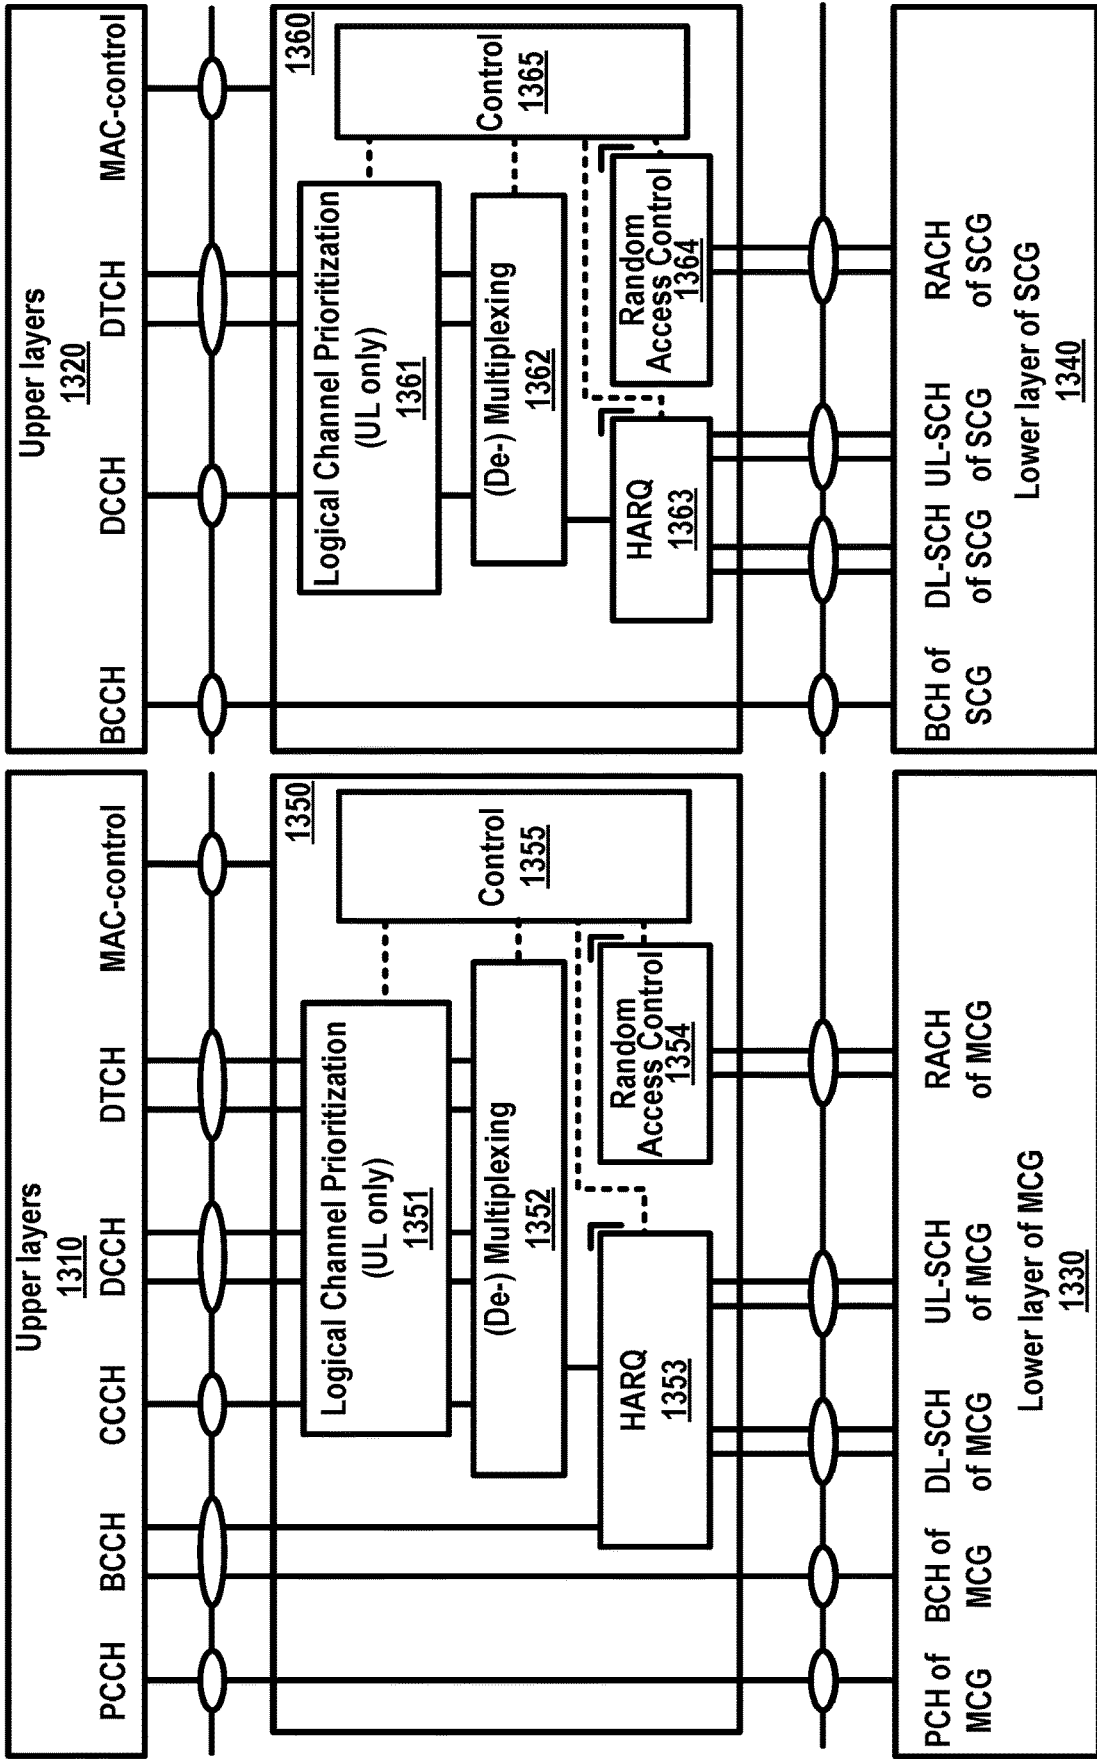 Upper layers
1310
PCCH
BCCH
CCCH
DCCH
DTCH
MAC-control
1350
Logical Channel Prioritization
(UL only)
1351
Control
1355
(De-) Multiplexing
1352
HARQ
1353
Random
Access Control
1354
PCH of
MCG
BCH of
MCG
DL-SCH
of MCG
UL-SCH
of MCG
RACH
of MCG
Lower layer of MCG
1330
Upper layers
1320
BCCH
DCCH
DTCH
MAC-control
1360
Logical Channel Prioritization
(UL only)
1361
Control
1365
(De-) Multiplexing
1362
HARQ
1363
Random
Access Control
1364
BCH of
SCG
DL-SCH
of SCG
UL-SCH
of SCG
RACH
of SCG
Lower layer of SCG
1340